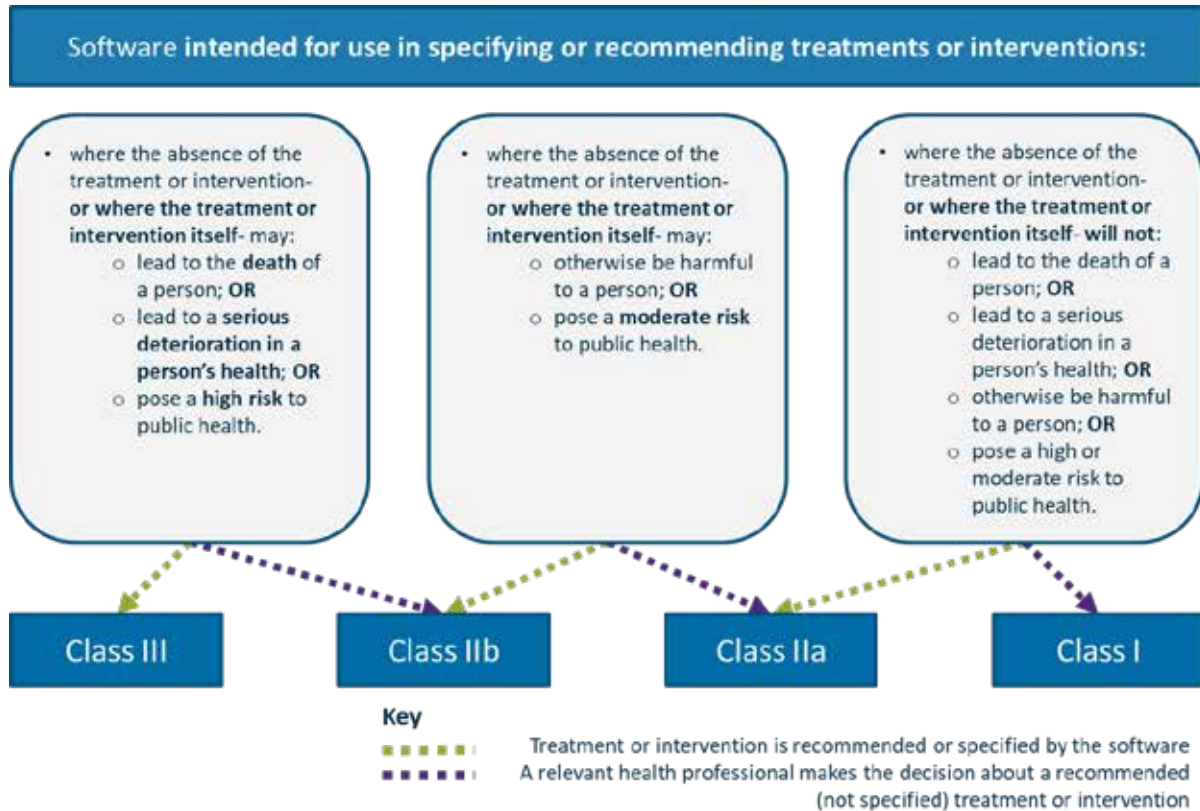 Software intended for use in specifying or recommending treatments or interventions:
• where the absence of the
treatment or intervention-
or where the treatment or
intervention itself- may:
o lead to the death of
a person; OR
o lead to a serious
deterioration in a
person's health; OR
o pose a high risk to
public health.
• where the absence of the
treatment or intervention-
or where the treatment or
intervention itself- may:
o otherwise be harmful
to a person; OR
o pose a moderate risk
to public health.
• where the absence of the
treatment or intervention-
or where the treatment or
intervention itself- will not:
o lead to the death of a
person; OR
o lead to a serious
deterioration in a
person's health; OR
o otherwise be harmful
to a person; OR
o pose a high or
moderate risk to
public health.
Class III
Class IIb
Class IIa
Class I
Key
Treatment or intervention is recommended or specified by the software
A relevant health professional makes the decision about a recommended
(not specified) treatment or intervention